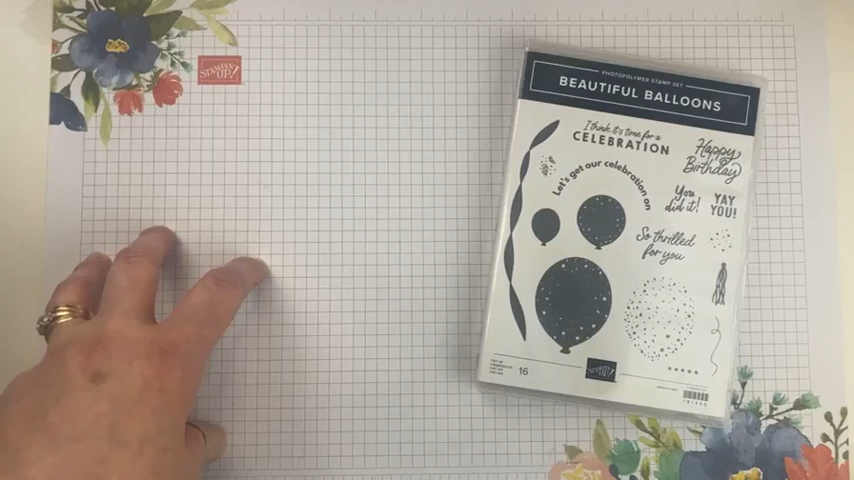 STAMPIN' UP!
PHOTOPOLYMER STAMP SET
BEAUTIFUL BALLOONS
I think it's time for a
CELEBRATION
Happy
Birthday
Let's get our celebration on
You
did it!
YAY
YOU!
So thrilled
for you
16
STAMPIN' UP!